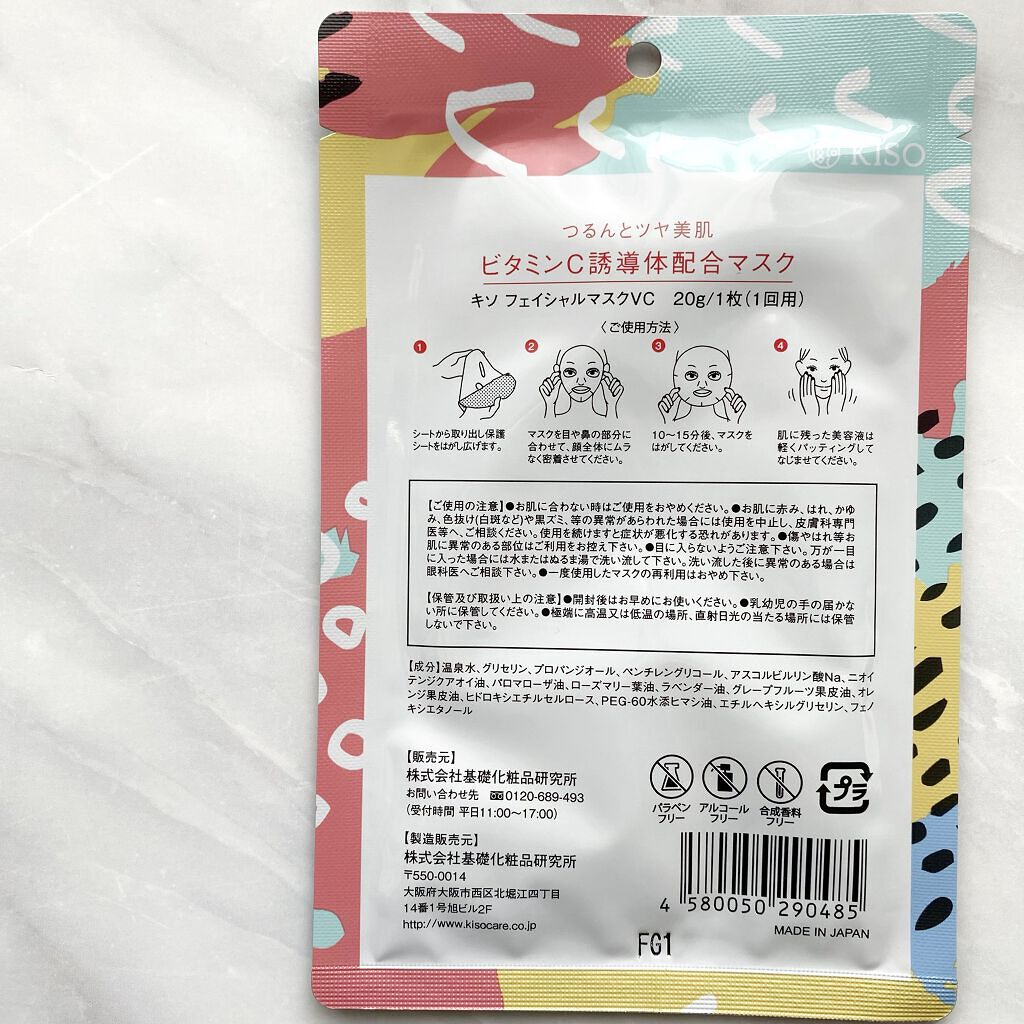 KISO
つるんとツヤ美肌
ビタミンC誘導体配合マスク
キソ フェイシャルマスクVC 20g/1枚(1回用)
〈ご使用方法〉
1
シートから取り出し保護
シートをはがし広げます。
2
マスクを目や鼻の部分に
合わせて、顔全体にムラ
なく密着させてください。
3
10〜15分後、マスクを
はがしてください。
4
肌に残った美容液は
軽くパッティングして
なじませてください。
【ご使用の注意】●お肌に合わない時はご使用をおやめください。●お肌に赤み、はれ、かゆ
み、色抜け(白斑など)や黒ズミ、等の異常があらわれた場合には使用を中止し、皮膚科専門
医等へ、ご相談ください。使用を続けますと症状が悪化する恐れがあります。●傷やはれ等お
肌に異常のある部位はご利用をお控え下さい。●目に入らないようご注意下さい。万が一目
に入った場合には水またはぬるま湯で洗い流して下さい。洗い流した後に異常のある場合は
眼科医へご相談下さい。●一度使用したマスクの再利用はおやめ下さい。
【保管及び取扱い上の注意】●開封後はお早めにお使いください。●乳幼児の手の届かな
い所に保管してください。●極端に高温又は低温の場所、直射日光の当たる場所には保管
しないで下さい。
【成分】温泉水、グリセリン、プロパンジオール、ペンチレングリコール、アスコルビルリン酸Na、ニオイ
テンジクアオイ油、パロマローザ油、ローズマリー葉油、ラベンダー油、グレープフルーツ果皮油、オレ
ンジ果皮油、ヒドロキシエチルセルロース、PEG-60水添ヒマシ油、エチルヘキシルグリセリン、フェノ
キシエタノール
【販売元】
株式会社基礎化粧品研究所
お問い合わせ先 0120-689-493
(受付時間 平日11:00〜17:00)
【製造販売元】
株式会社基礎化粧品研究所
〒550-0014
大阪府大阪市西区北堀江四丁目
14番1号旭ビル2F
http://www.kisocare.co.jp
パラベン
フリー
アルコール
フリー
合成香料
フリー
プラ
4 580050 290485
MADE IN JAPAN
FG1